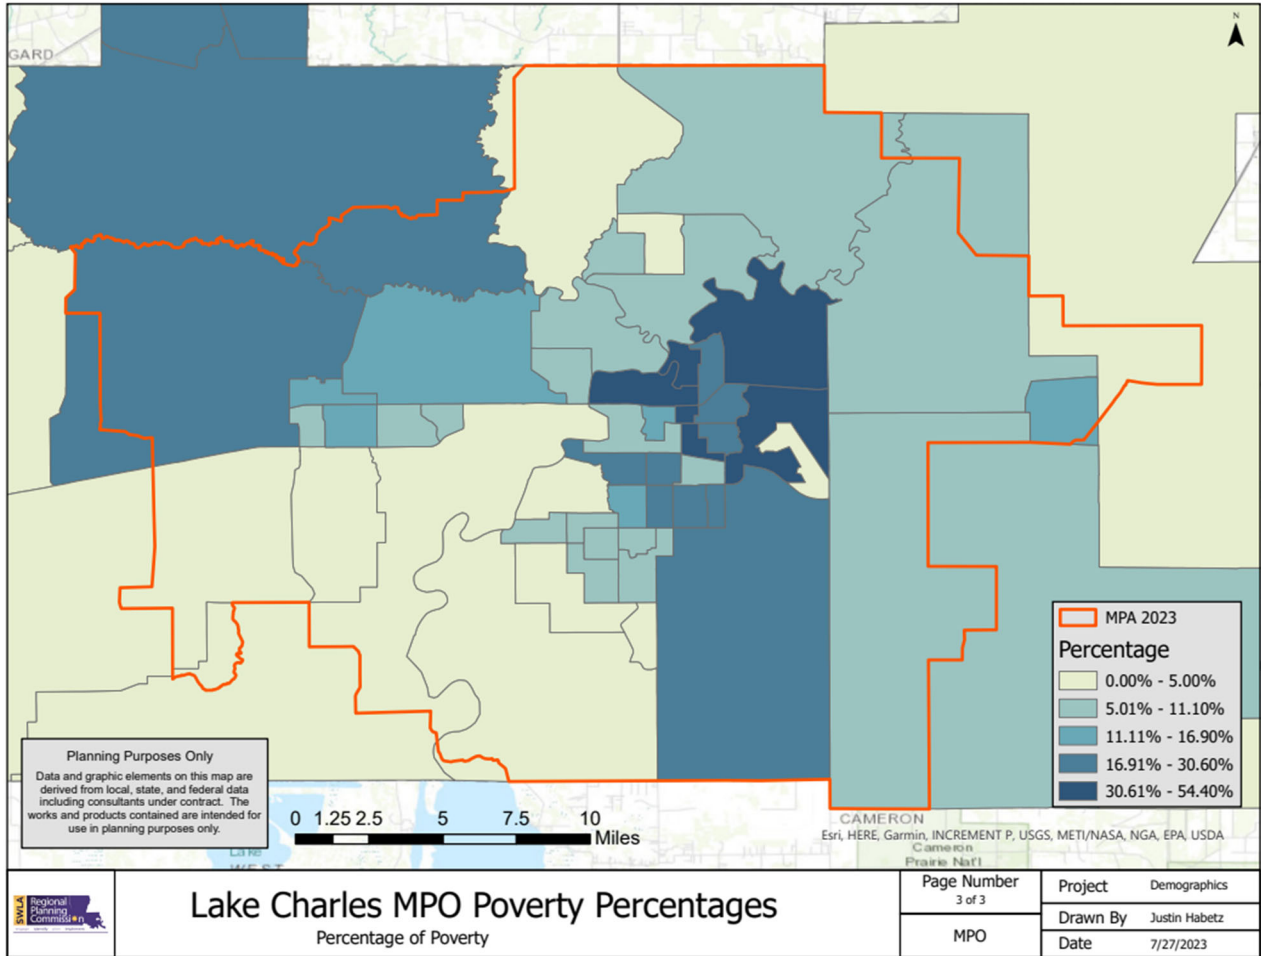 GARD
N
MPA 2023
Percentage
0.00% - 5.00%
5.01% - 11.10%
11.11% - 16.90%
16.91% - 30.60%
30.61% - 54.40%
Planning Purposes Only
Data and graphic elements on this map are
derived from local, state, and federal data
including consultants under contract. The
works and products contained are intended for
use in planning purposes only.
0 1.25 2.5 5 7.5 10
Miles
Lake
WEST
CAMERON
Esri, HERE, Garmin, INCREMENT P, USGS, METI/NASA, NGA, EPA, USDA
Cameron
Prairie Nat'l
SWLA
Regional
Planning
Commission
Lake Charles MPO Poverty Percentages
Percentage of Poverty
Page Number
3 of 3
MPO
Project Demographics
Drawn By Justin Habetz
Date 7/27/2023